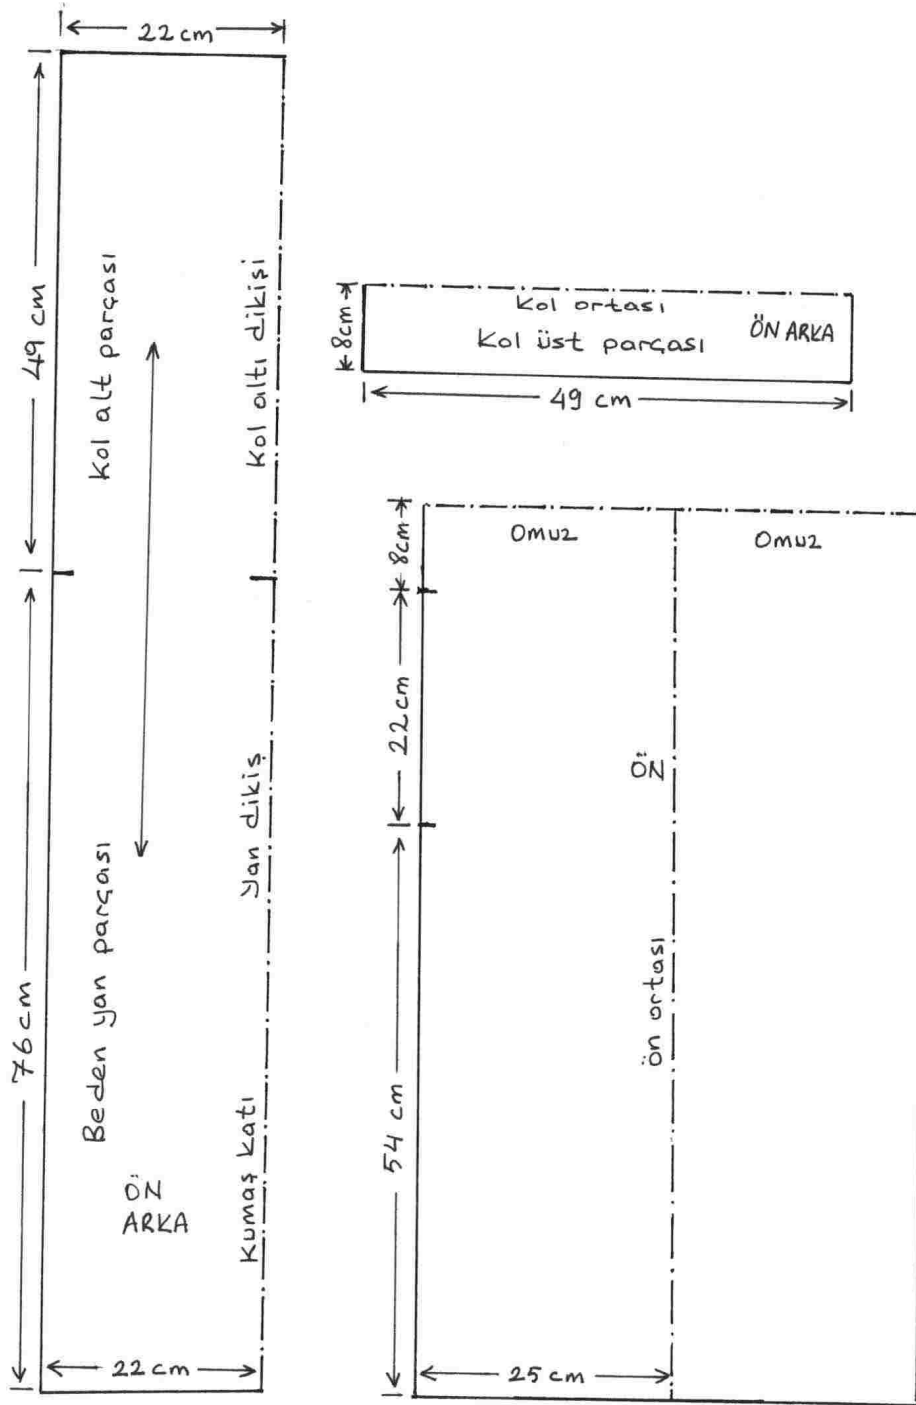 22 cm
49 cm
Kol alt parçası
Kol altı dikişi
76 cm
Beden yan parçası
yan dikiş
Kumaş Katı
ÖN
ARKA
22 cm
8cm
Kol ortası
Kol üst parçası
ÖN ARKA
49 cm
8cm
Omuz
Omuz
22 cm
ÖN
ön ortası
54 cm
25 cm